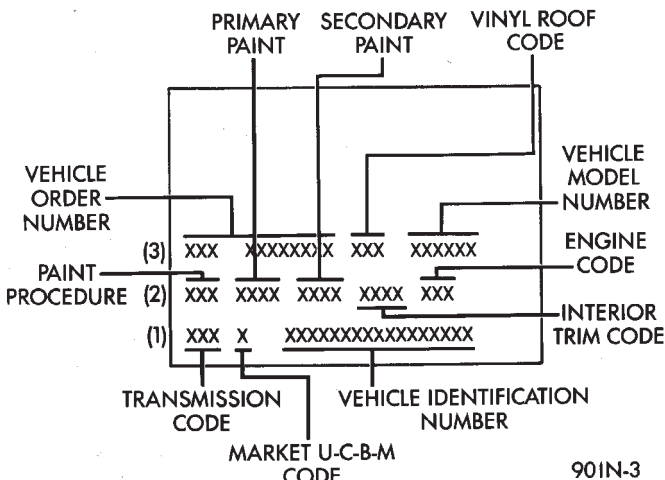 PRIMARY PAINT
SECONDARY PAINT
VINYL ROOF CODE
VEHICLE ORDER NUMBER
VEHICLE MODEL NUMBER
(3) XXX XXXXXXXX XXX XXXXXX
PAINT PROCEDURE
ENGINE CODE
(2) XXX XXXX XXXX XXXX XXX
INTERIOR TRIM CODE
(1) XXX X XXXXXXXXXXXXXXXXX
TRANSMISSION CODE
VEHICLE IDENTIFICATION NUMBER
MARKET U-C-B-M CODE
901N-3